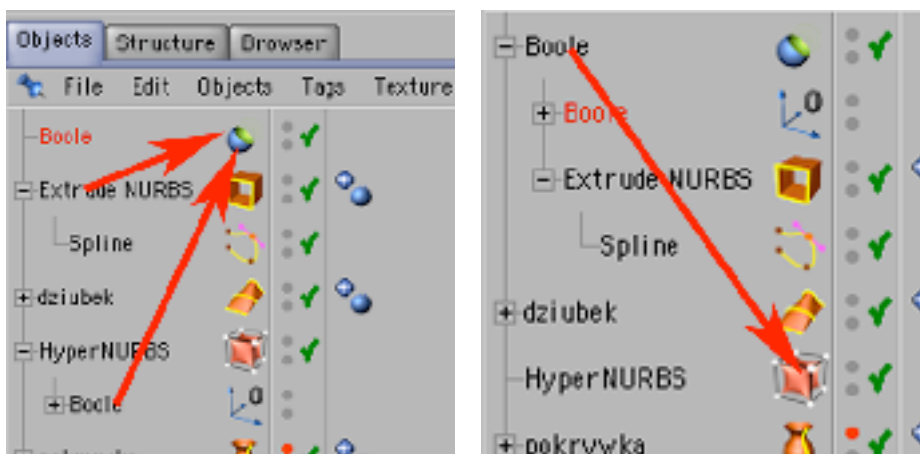 Objects Structure Browser
File Edit Objects Tags Texture
Boole
Extrude NURBS
Spline
dziubek
HyperNURBS
Boole
Boole
Boole
Extrude NURBS
Spline
dziubek
HyperNURBS
pokrywka